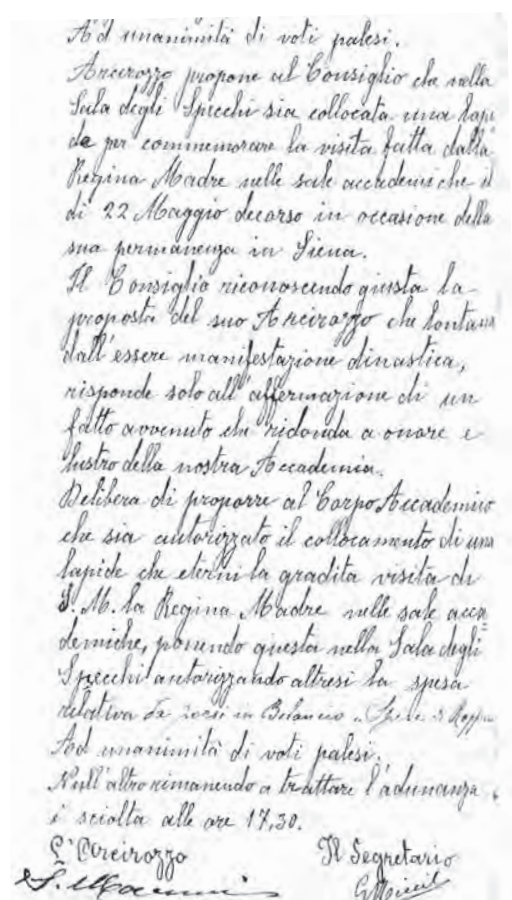 Ad unanimità di voti palesi.
Arcirozzo propone al Consiglio che nella
Sala degli Specchi sia collocata una lapi
de per commemorare la visita fatta dalla
Regina Madre nelle sale accademiche il
dì 22 Maggio decorso in occasione della
sua permanenza in Siena.
Il Consiglio riconoscendo giusta la
proposta del suo Arcirozzo che lontana
dall'essere manifestazione dinastica,
risponde solo all'affermazione di un
fatto avvenuto che ridonda a onore e
lustro della nostra Accademia.
Delibera di proporre al Corpo Accademico
che sia autorizzato il collocamento di una
lapide che eterni la gradita visita di
S. M. la Regina Madre nelle sale acca=
demiche, ponendo questa nella Sala degli
Specchi autorizzando altresì la spesa
relativa in Bilancio Spese di
Ad unanimità di voti palesi.
Null'altro rimanendo a trattare l'adunanza
è sciolta alle ore 17,30.
L'Arcirozzo Il Segretario